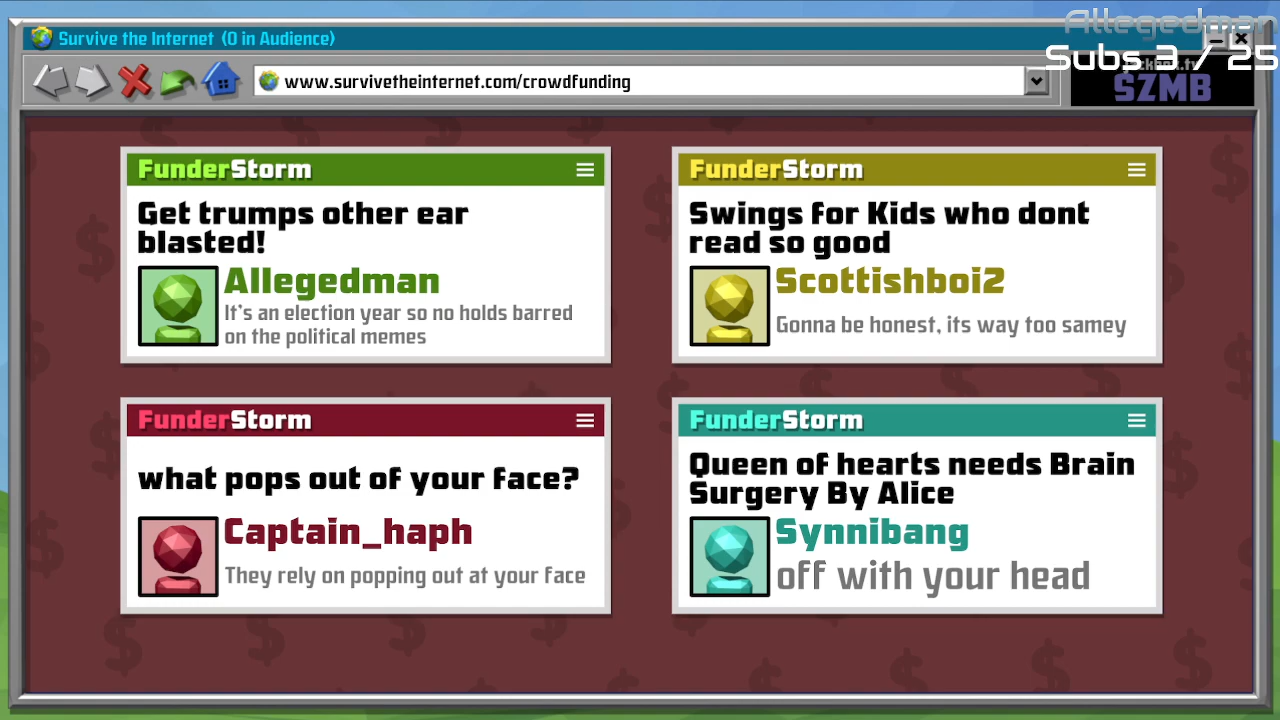 Allegedman
Survive the Internet (0 in Audience)
Subs 3 / 25
www.survivetheinternet.com/crowdfunding
SZMB
FunderStorm
Get trumps other ear
blasted!
Allegedman
It's an election year so no holds barred
on the political memes
FunderStorm
Swings for Kids who dont
read so good
Scottishboi2
Gonna be honest, its way too samey
FunderStorm
what pops out of your face?
Captain_haph
They rely on popping out at your face
FunderStorm
Queen of hearts needs Brain
Surgery By Alice
Synnibang
off with your head